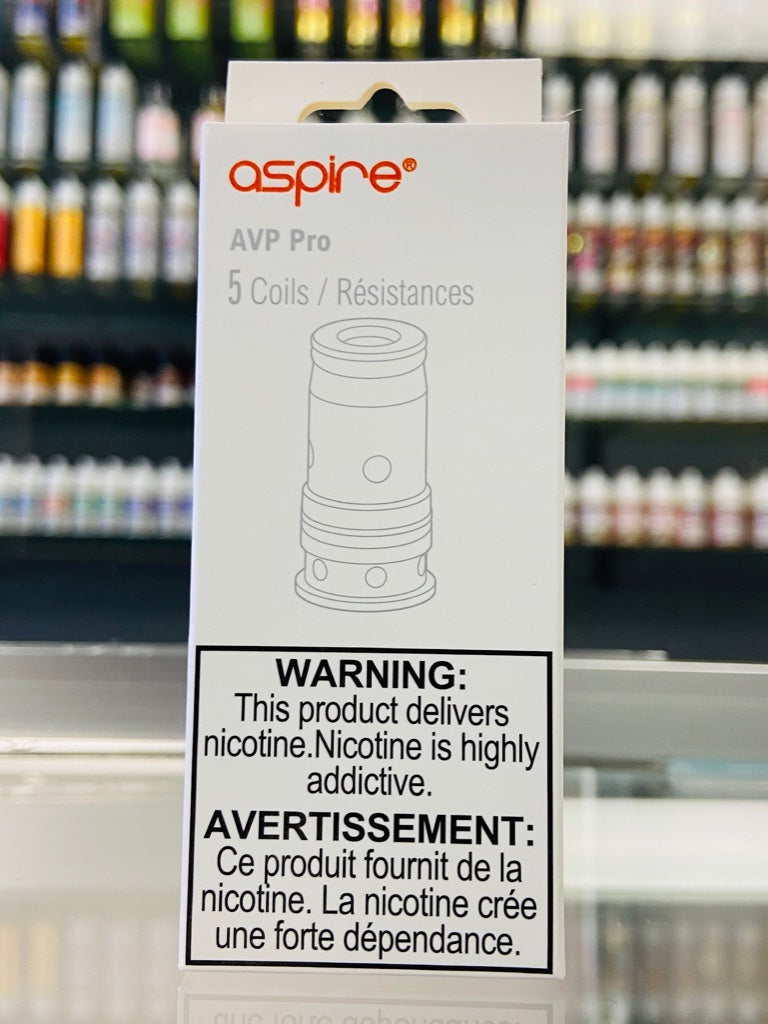 aspire®
AVP Pro
5 Coils / Résistances
WARNING:
This product delivers
nicotine.Nicotine is highly
addictive.
AVERTISSEMENT:
Ce produit fournit de la
nicotine. La nicotine crée
une forte dépendance.